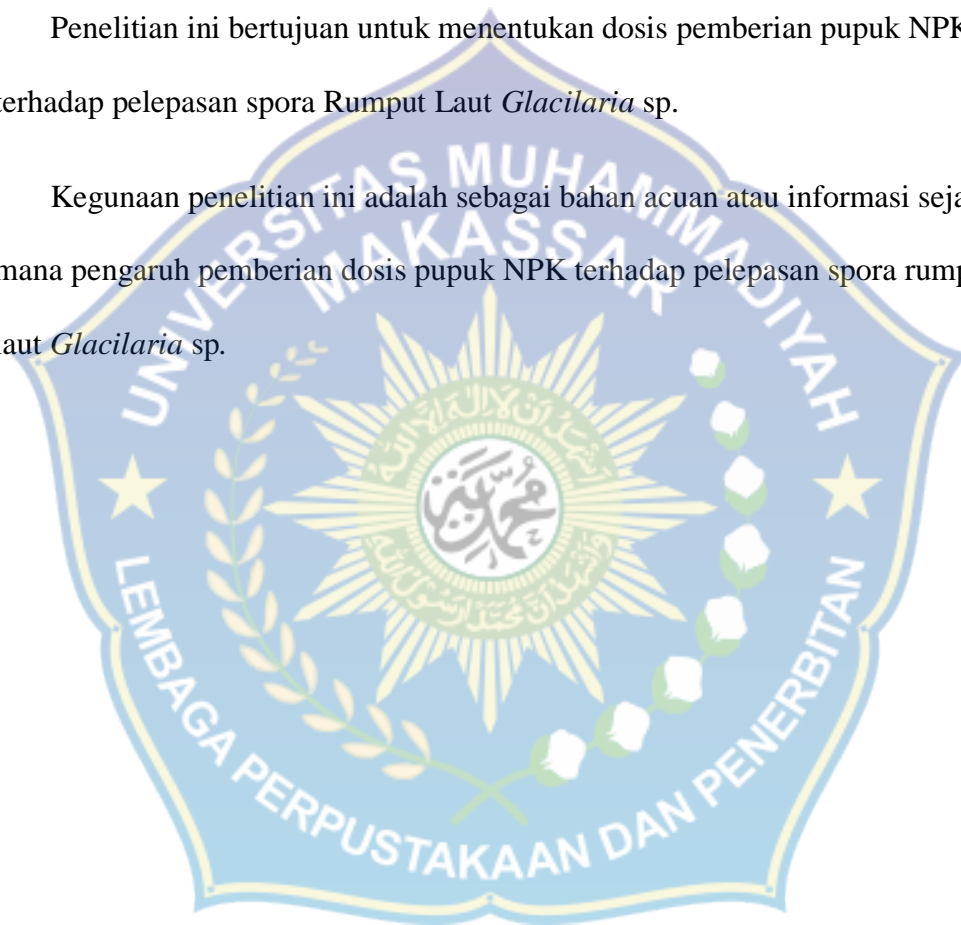 Penelitian ini bertujuan untuk menentukan dosis pemberian pupuk NPK
terhadap pelepasan spora Rumput Laut Glacilaria sp.
Kegunaan penelitian ini adalah sebagai bahan acuan atau informasi seja
mana pengaruh pemberian dosis pupuk NPK terhadap pelepasan spora rump
laut Glacilaria sp.
UNIVERSITAS MUHAMMADIYAH
MAKASSAR
LEMBAGA PERPUSTAKAAN DAN PENERBITAN